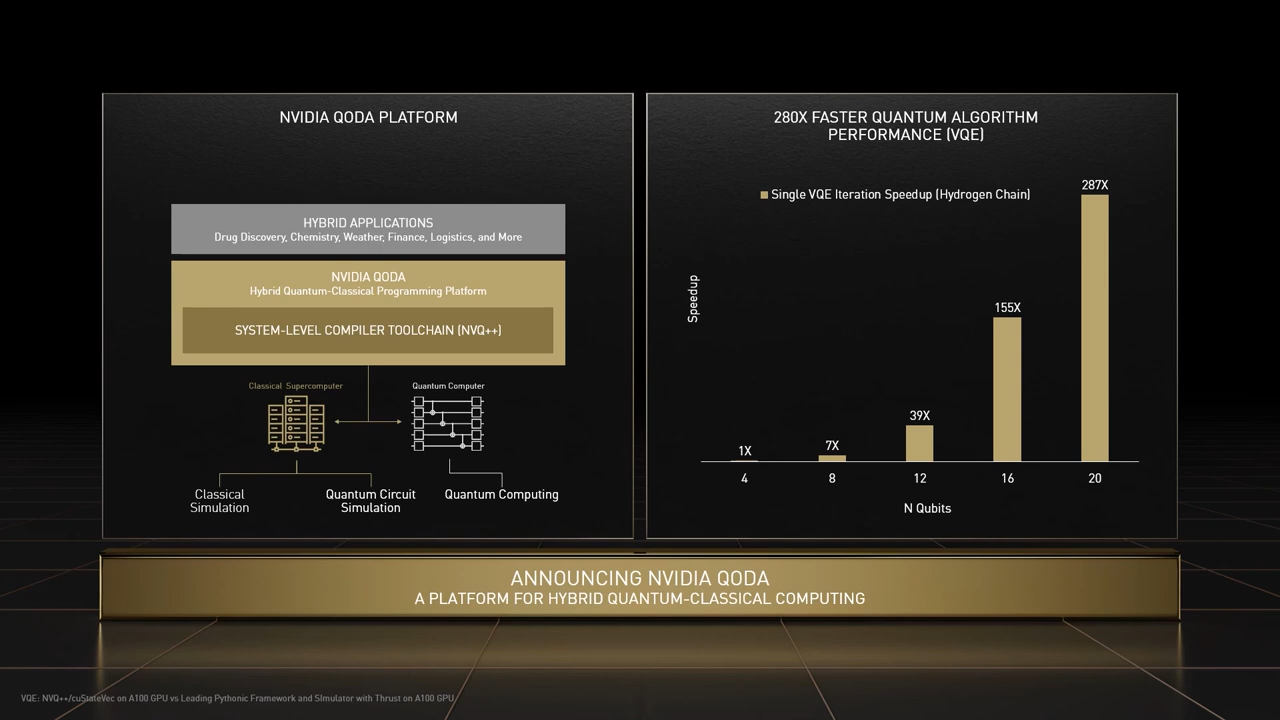 NVIDIA QODA PLATFORM
HYBRID APPLICATIONS
Drug Discovery, Chemistry, Weather, Finance, Logistics, and More
NVIDIA QODA
Hybrid Quantum-Classical Programming Platform
SYSTEM-LEVEL COMPILER TOOLCHAIN (NVQ++)
Classical Supercomputer
Quantum Computer
Classical
Simulation
Quantum Circuit
Simulation
Quantum Computing
280X FASTER QUANTUM ALGORITHM
PERFORMANCE (VQE)
Single VQE Iteration Speedup (Hydrogen Chain)
Speedup
1X
7X
39X
155X
287X
4
8
12
16
20
N Qubits
ANNOUNCING NVIDIA QODA
A PLATFORM FOR HYBRID QUANTUM-CLASSICAL COMPUTING
VQE: NVQ++/cuStateVec on A100 GPU vs Leading Pythonic Framework and SImulator with Thrust on A100 GPU